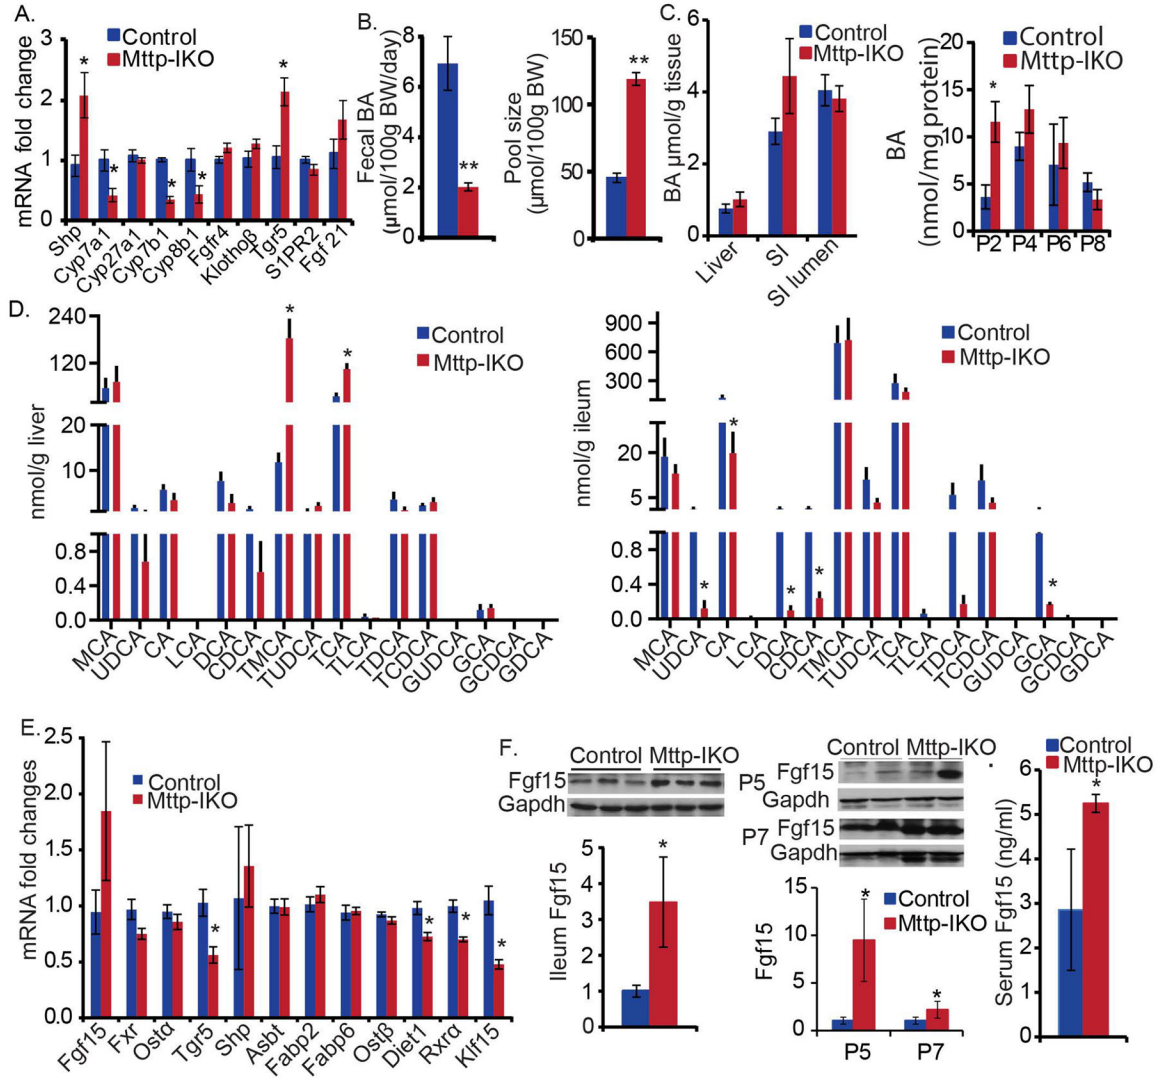 A.
Control
Mttp-IKO
mRNA fold change
3
2
1
0
* * * * *
Shp
Cyp7a1
Cyp27a1
Cyp7b1
Cyp8b1
Fgfr4
Klothoβ
Tgr5
S1PR2
Fgf21
B.
Fecal BA
(µmol/100g BW/day)
8
6
4
2
0
**
Pool size
(µmol/100g BW)
150
100
50
0
**
C.
Control
Mttp-IKO
BA µmol/g tissue
6
4
2
0
Liver
SI
SI lumen
Control
Mttp-IKO
BA
(nmol/mg protein)
20
15
10
5
0
*
P2 P4 P6 P8
D.
Control
Mttp-IKO
nmol/g liver
240
120
20
10
0.8
0.4
0.0
* *
MCA
UDCA
CA
LCA
DCA
CDCA
TMCA
TUDCA
TCA
TLCA
TDCA
TCDCA
GUDCA
GCA
GCDCA
GDCA
Control
Mttp-IKO
nmol/g ileum
900
600
300
20
5
0.8
0.4
0.0
* * * * *
MCA
UDCA
CA
LCA
DCA
CDCA
TMCA
TUDCA
TCA
TLCA
TDCA
TCDCA
GUDCA
GCA
GCDCA
GDCA
E.
Control
Mttp-IKO
mRNA fold changes
2.5
2.0
1.5
1.0
0.5
0.0
* * * *
Fgf15
Fxr
Ostα
Tgr5
Shp
Asbt
Fabp2
Fabp6
Ostβ
Diet1
Rxrα
Klf15
F.
Control Mttp-IKO
Fgf15
Gapdh
Ileum Fgf15
5
4
3
2
1
0
*
Control Mttp-IKO
P5
Fgf15
Gapdh
P7
Fgf15
Gapdh
Control
Mttp-IKO
Fgf15
15
10
5
0
* *
P5 P7
Control
Mttp-IKO
Serum Fgf15 (ng/ml)
6
5
4
3
2
1
0
*